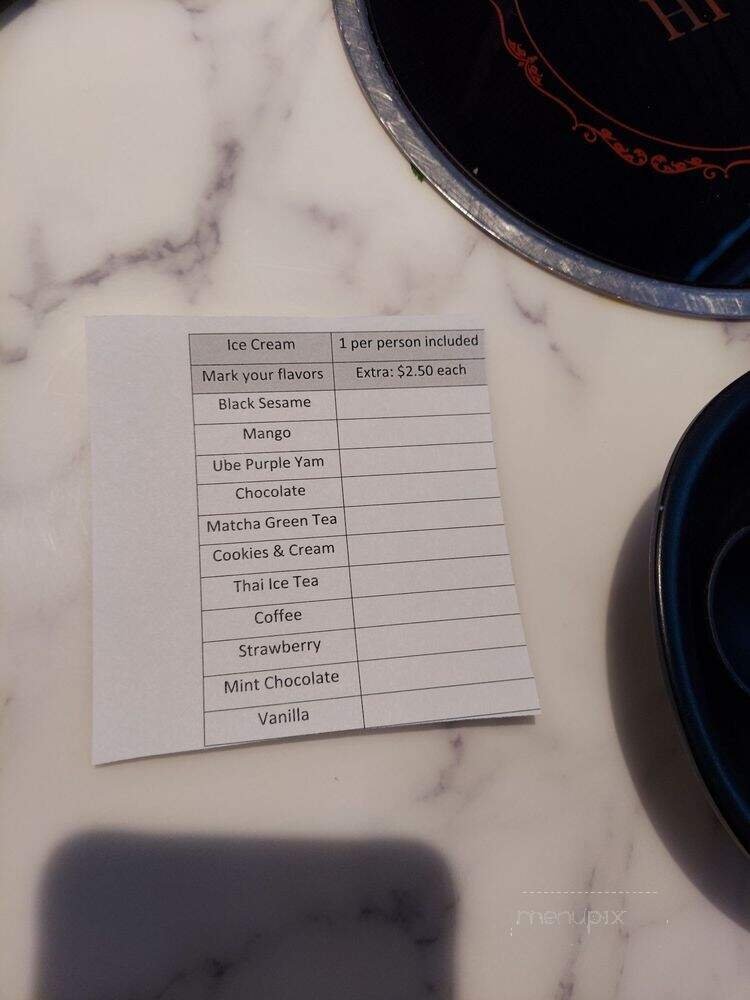 HI
Ice Cream 1 per person included
Mark your flavors Extra: $2.50 each
Black Sesame
Mango
Ube Purple Yam
Chocolate
Matcha Green Tea
Cookies & Cream
Thai Ice Tea
Coffee
Strawberry
Mint Chocolate
Vanilla
menupix